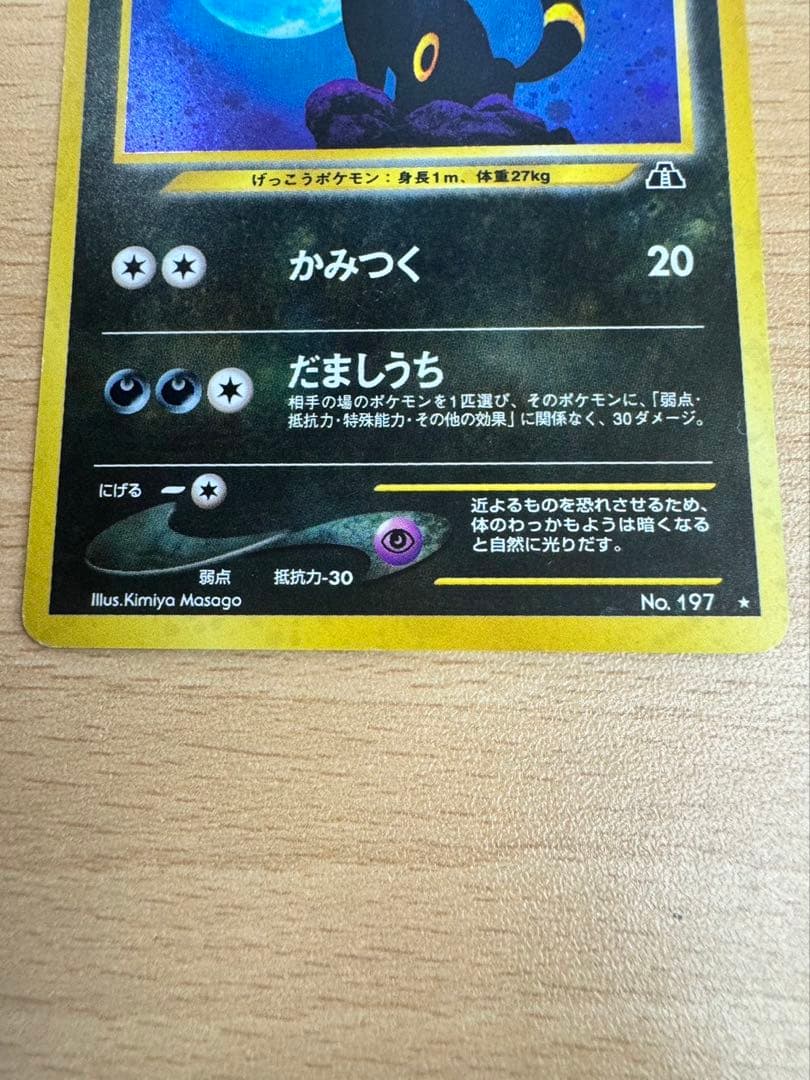 げっこうポケモン：身長1m、体重27kg
かみつく 20
だましうち
相手の場のポケモンを1匹選び、そのポケモンに、「弱点・
抵抗力・特殊能力・その他の効果」に関係なく、30ダメージ。
にげる
近よるものを恐れさせるため、
体のわっかもようは暗くなる
と自然に光りだす。
弱点 抵抗力-30
Illus.Kimiya Masago No. 197 ★